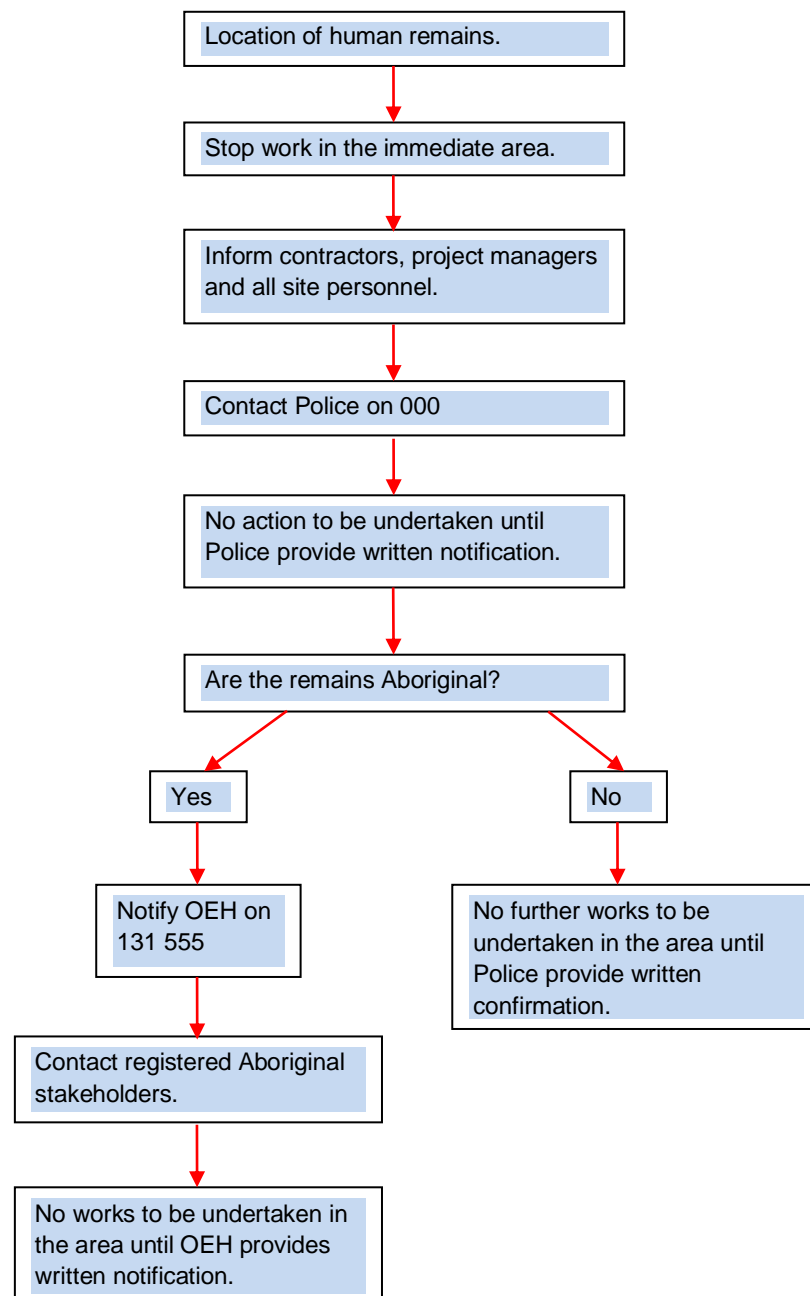 Location of human remains.
Stop work in the immediate area.
Inform contractors, project managers
and all site personnel.
Contact Police on 000
No action to be undertaken until
Police provide written notification.
Are the remains Aboriginal?
Yes
No
Notify OEH on
131 555
No further works to be
undertaken in the area until
Police provide written
confirmation.
Contact registered Aboriginal
stakeholders.
No works to be undertaken in
the area until OEH provides
written notification.